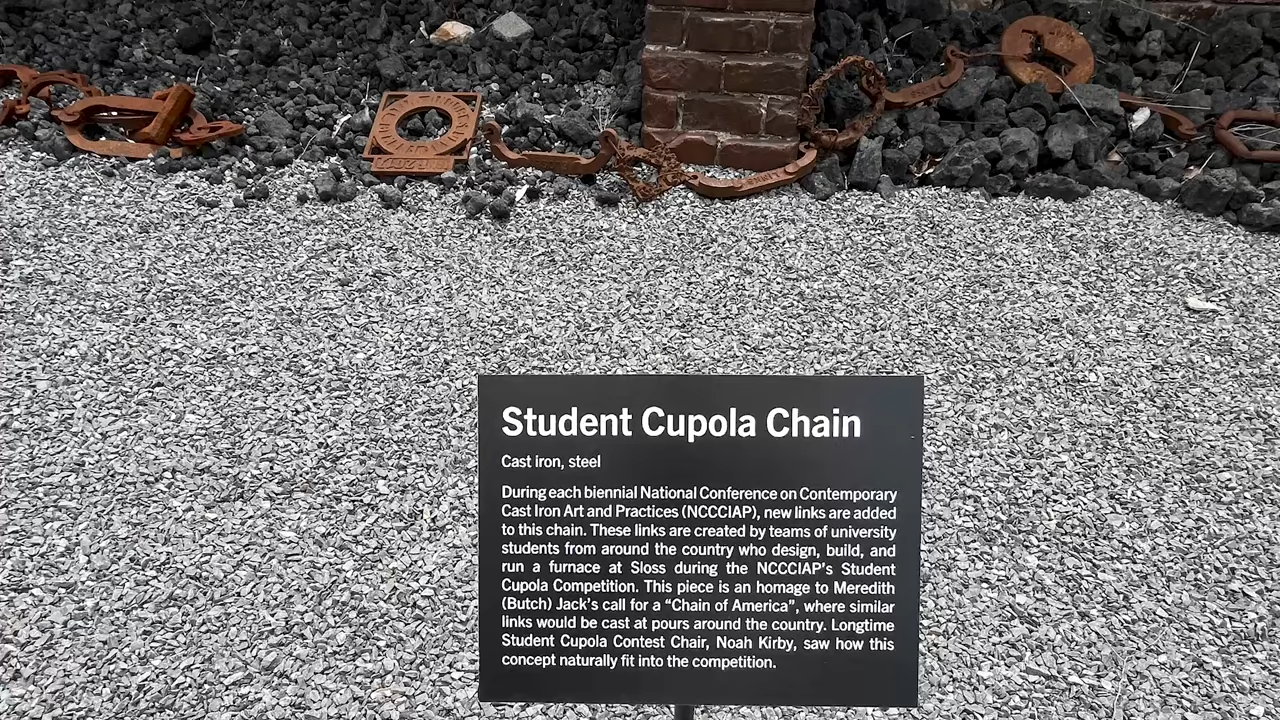 Student Cupola Chain
Cast iron, steel
During each biennial National Conference on Contemporary
Cast Iron Art and Practices (NCCCIAP), new links are added
to this chain. These links are created by teams of university
students from around the country who design, build, and
run a furnace at Sloss during the NCCCIAP's Student
Cupola Competition. This piece is an homage to Meredith
(Butch) Jack's call for a “Chain of America”, where similar
links would be cast at pours around the country. Longtime
Student Cupola Contest Chair, Noah Kirby, saw how this
concept naturally fit into the competition.